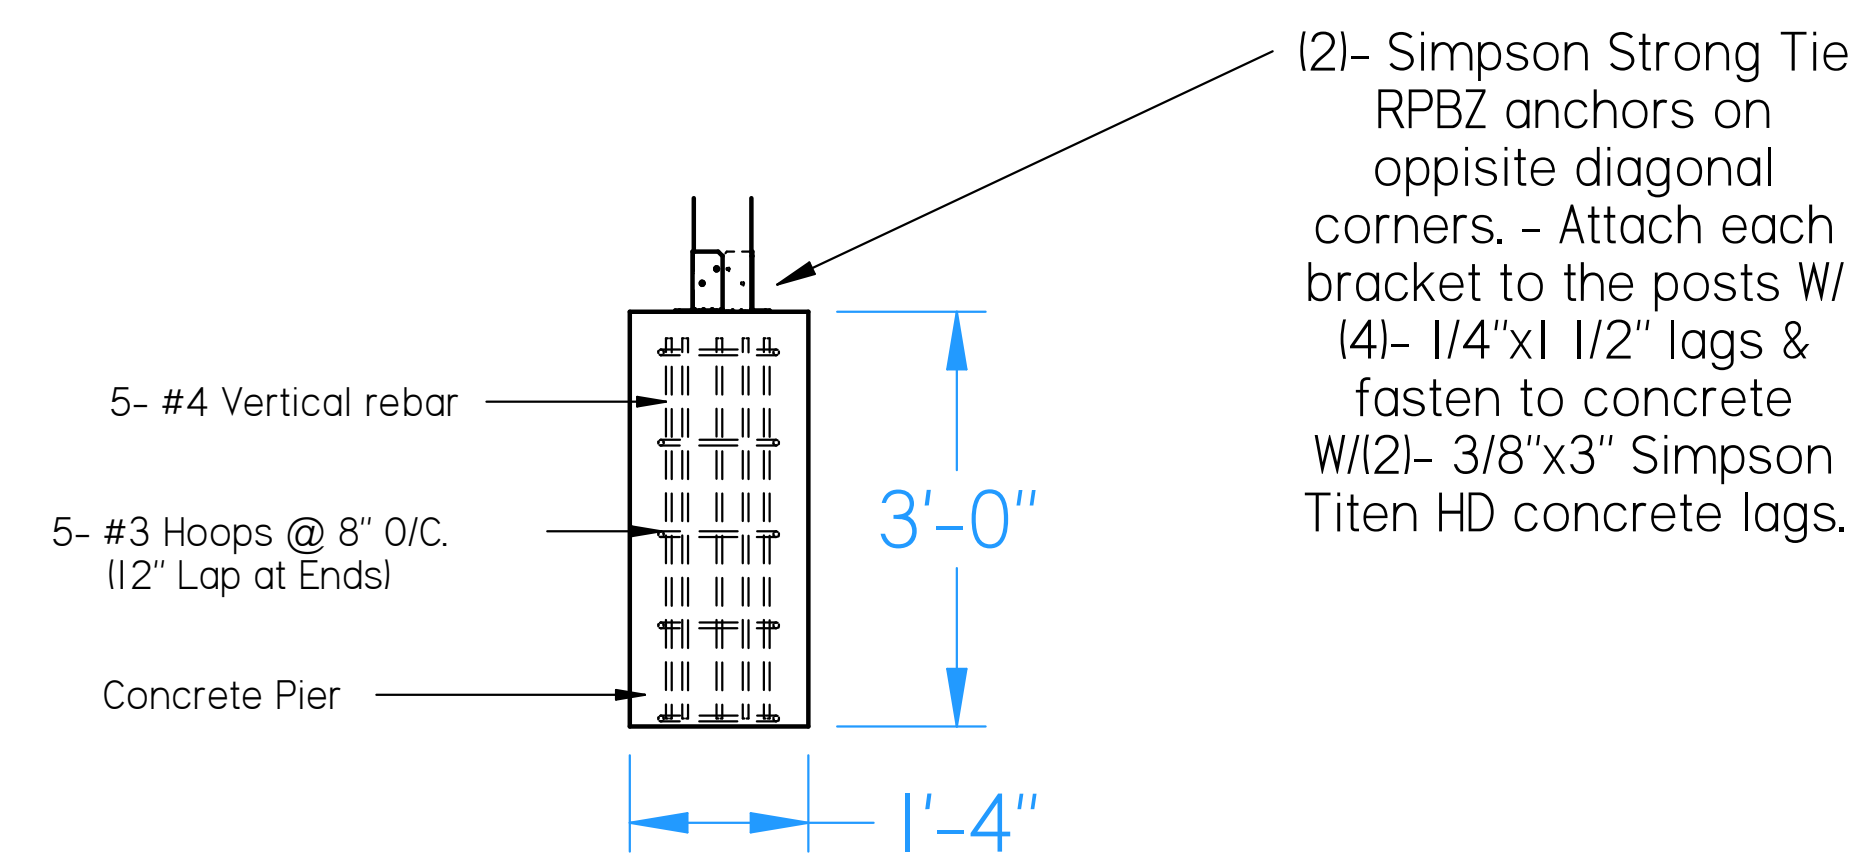 (2)- Simpson Strong Tie
RPBZ anchors on
oppisite diagonal
corners. - Attach each
bracket to the posts W/
(4)- 1/4"x1 1/2" lags &
fasten to concrete
W/(2)- 3/8"x3" Simpson
Titen HD concrete lags.
5- #4 Vertical rebar
5- #3 Hoops @ 8" O/C.
(12" Lap at Ends)
Concrete Pier
3'-0"
1'-4"